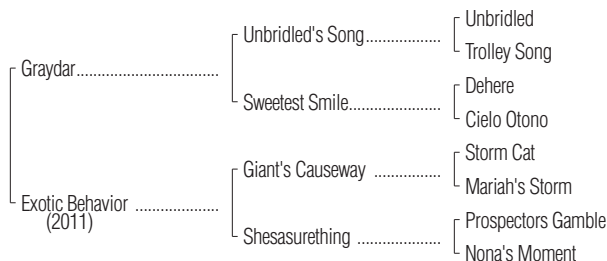 Unbridled
Unbridled's Song
Trolley Song
Graydar
Dehere
Sweetest Smile
Cielo Otono
Storm Cat
Giant's Causeway
Mariah's Storm
Exotic Behavior
(2011)
Prospectors Gamble
Shesasurething
Nona's Moment